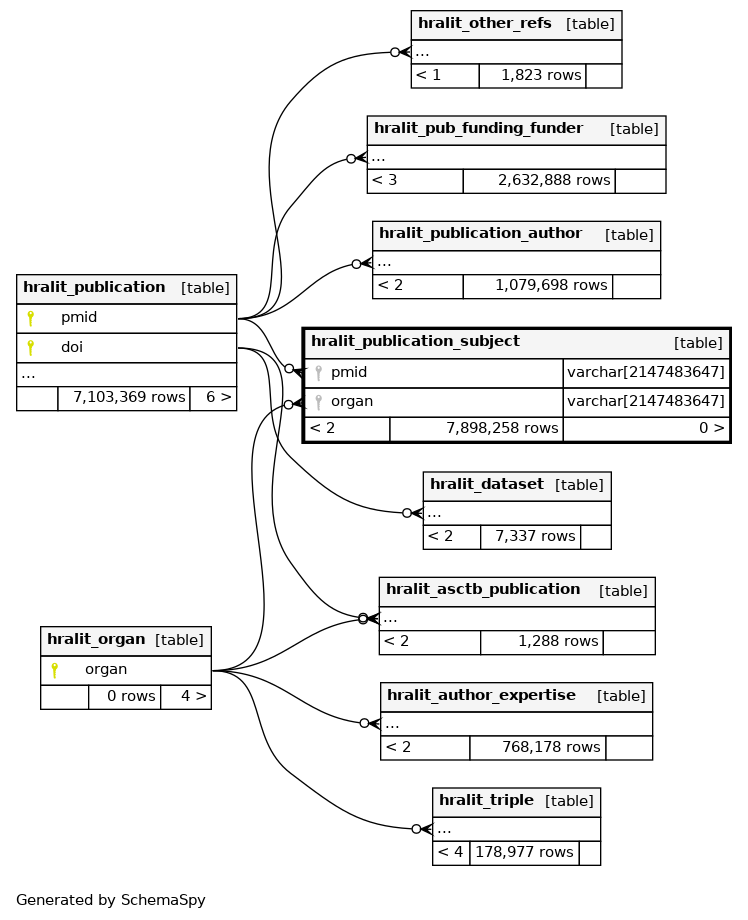 hralit_other_refs [table]
...
< 1 1,823 rows
hralit_pub_funding_funder [table]
...
< 3 2,632,888 rows
hralit_publication_author [table]
...
< 2 1,079,698 rows
hralit_publication [table]
pmid
doi
...
7,103,369 rows 6 >
hralit_publication_subject [table]
pmid varchar[2147483647]
organ varchar[2147483647]
< 2 7,898,258 rows 0 >
hralit_dataset [table]
...
< 2 7,337 rows
hralit_asctb_publication [table]
...
< 2 1,288 rows
hralit_organ [table]
organ
0 rows 4 >
hralit_author_expertise [table]
...
< 2 768,178 rows
hralit_triple [table]
...
< 4 178,977 rows
Generated by SchemaSpy